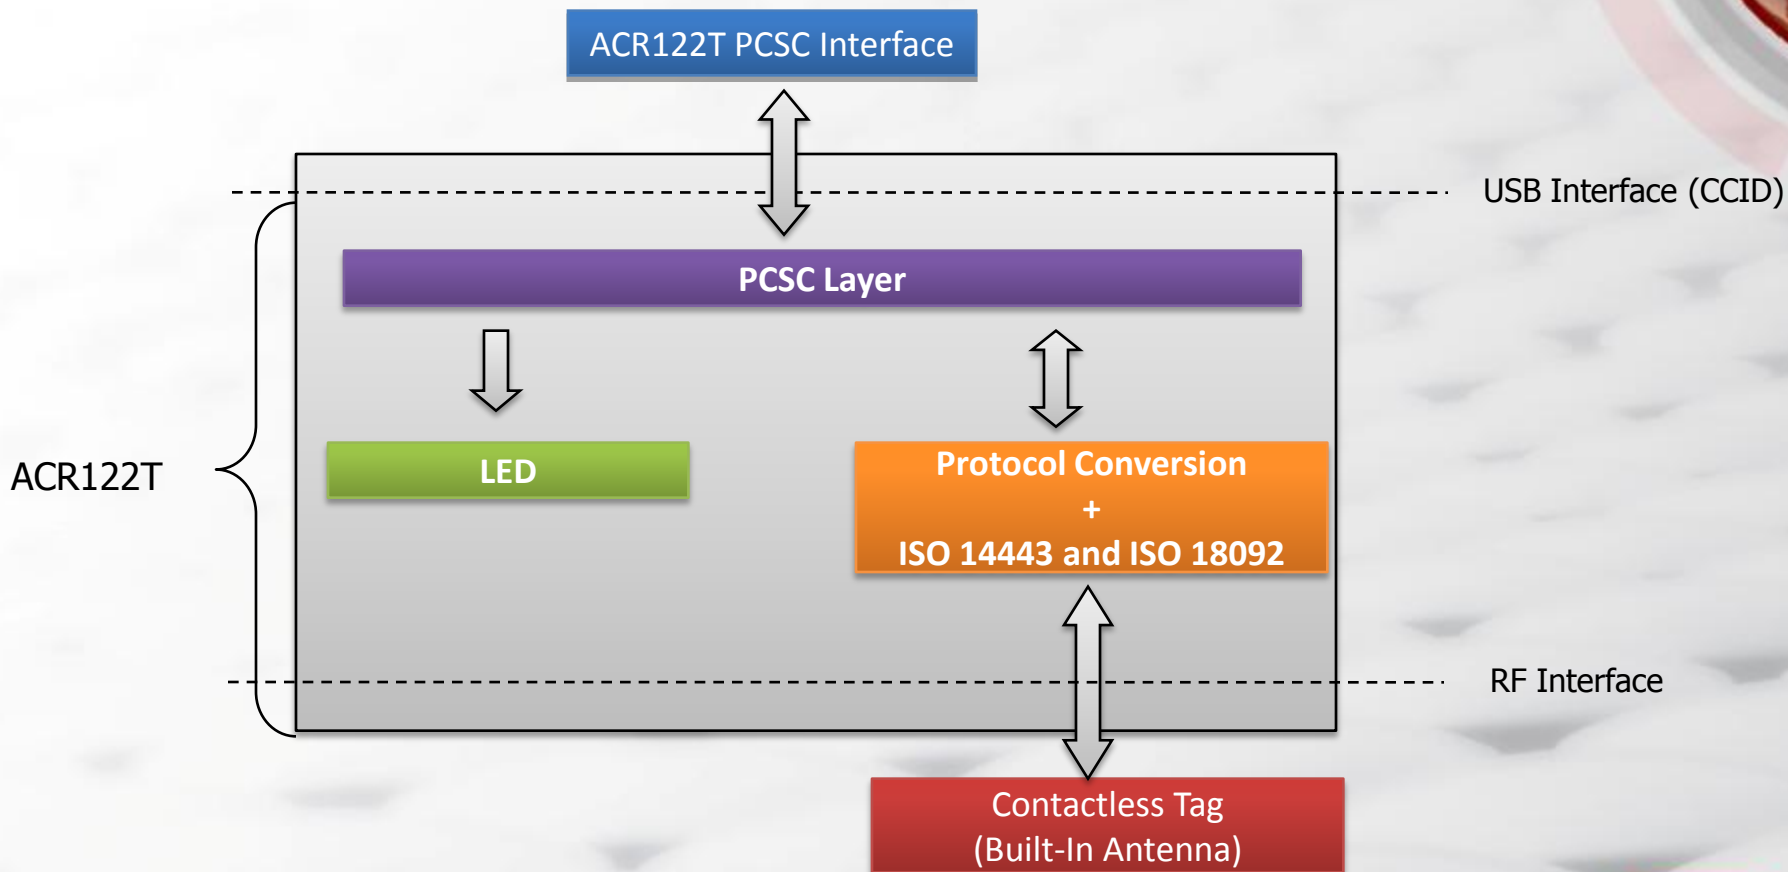 ACR122T PCSC Interface
USB Interface (CCID)
PCSC Layer
LED
Protocol Conversion
+
ISO 14443 and ISO 18092
ACR122T
RF Interface
Contactless Tag
(Built-In Antenna)